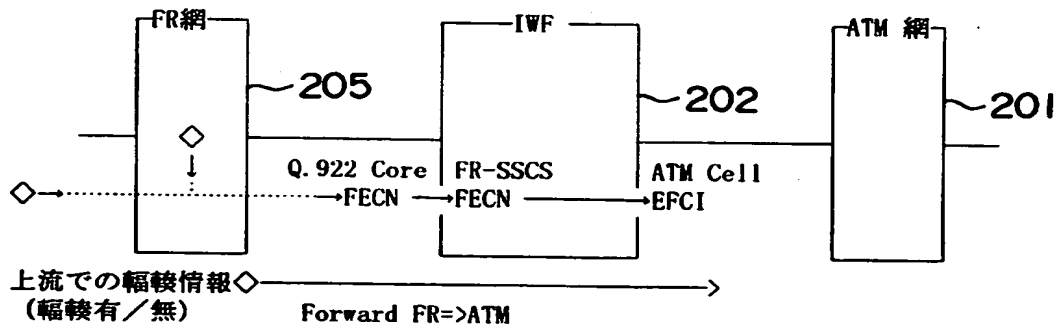 FR網
IWF
ATM 網
205
202
201
Q.922 Core
FR-SSCS
ATM Cell
FECN
FECN
EFCI
上流での輻輳情報
(輻輳有/無)
Forward FR=>ATM